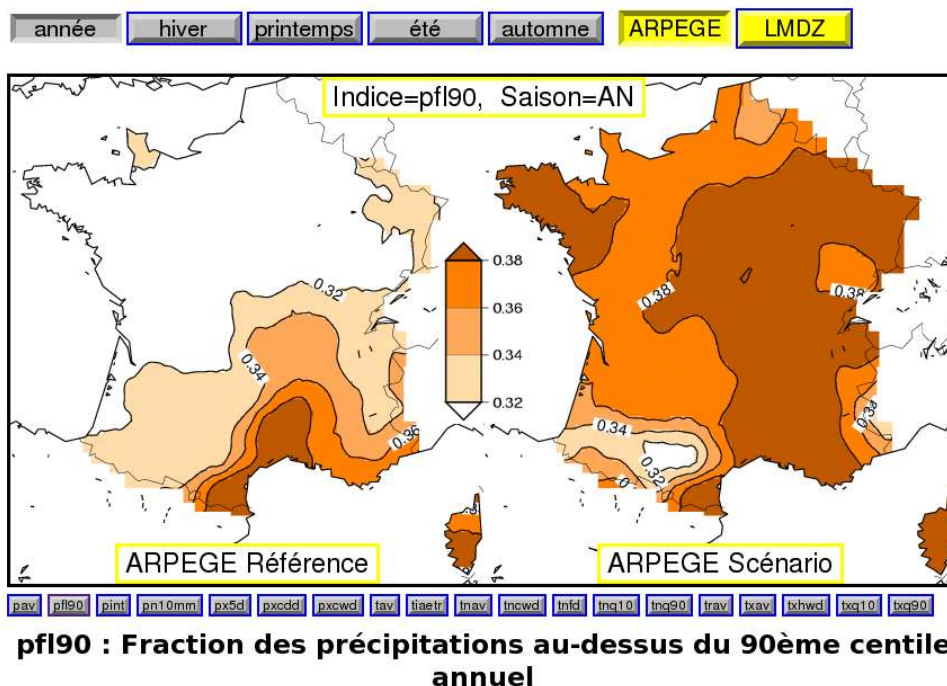 année hiver printemps été automne ARPEGE LMDZ
Indice=pfl90, Saison=AN
0.32
0.34
0.36
0.38
0.36
0.34
0.32
0.38
0.38
0.34
0.34
0.32
ARPEGE Référence
ARPEGE Scénario
pav pfl90 pint pn10mm px5d pxcdd pxcwd tav tiaetr tnav tncwd tnfd tnq10 tnq90 trav txav txhwd txq10 txq90
pfl90 : Fraction des précipitations au-dessus du 90ème centile
annuel